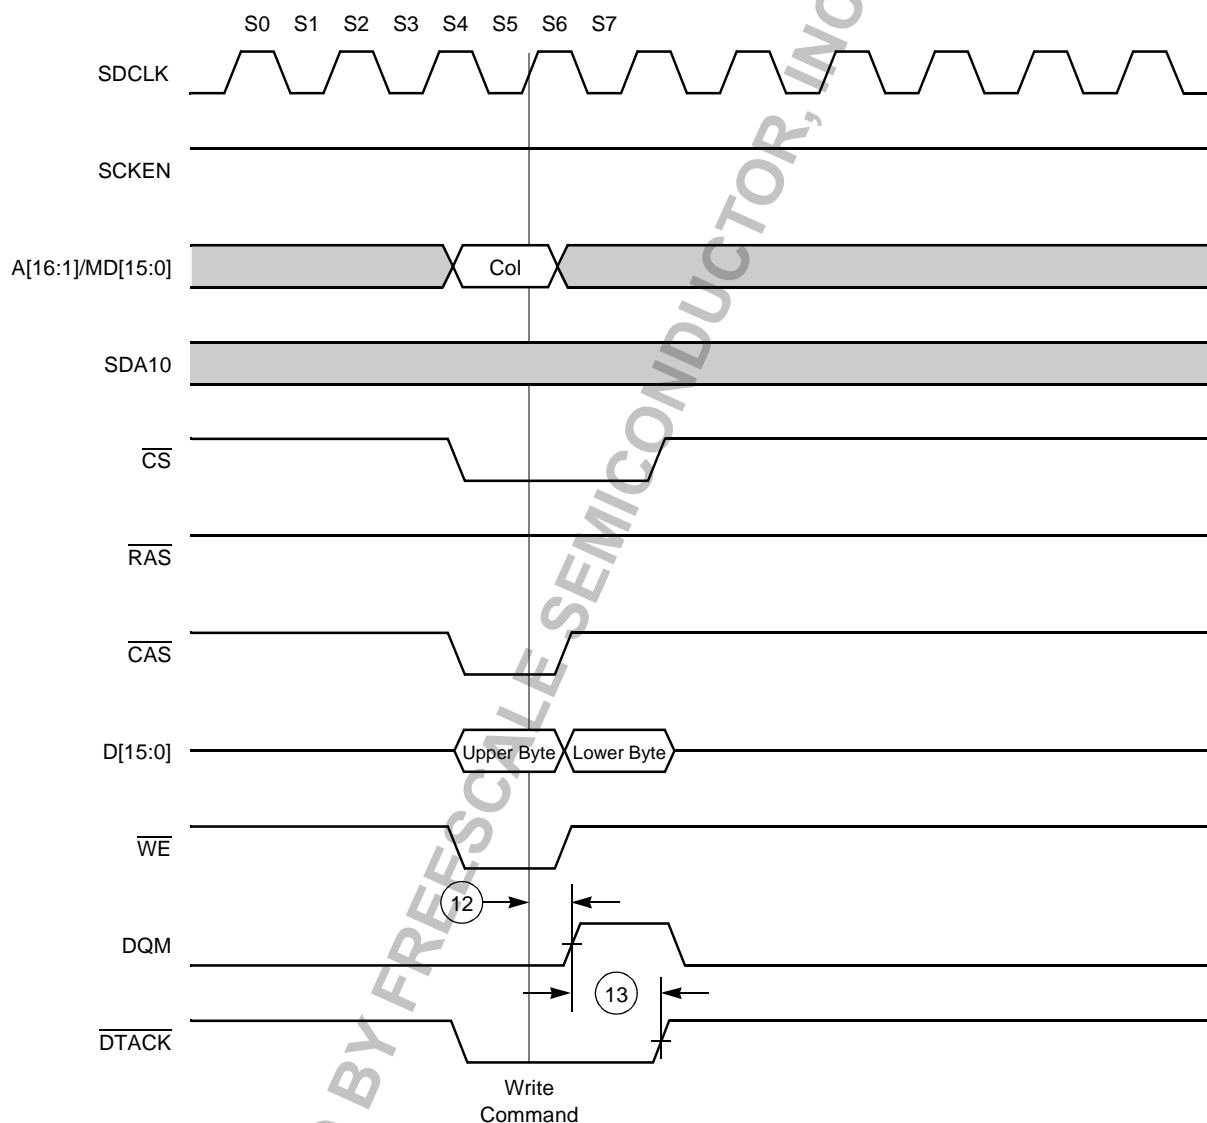 S0 S1 S2 S3 S4 S5 S6 S7
SDCLK
SCKEN
A[16:1]/MD[15:0]
Col
SDA10
CS
RAS
CAS
D[15:0]
Upper Byte
Lower Byte
WE
12
DQM
13
DTACK
Write
Command
BY FREESCALE SEMICONDUCTOR, INC